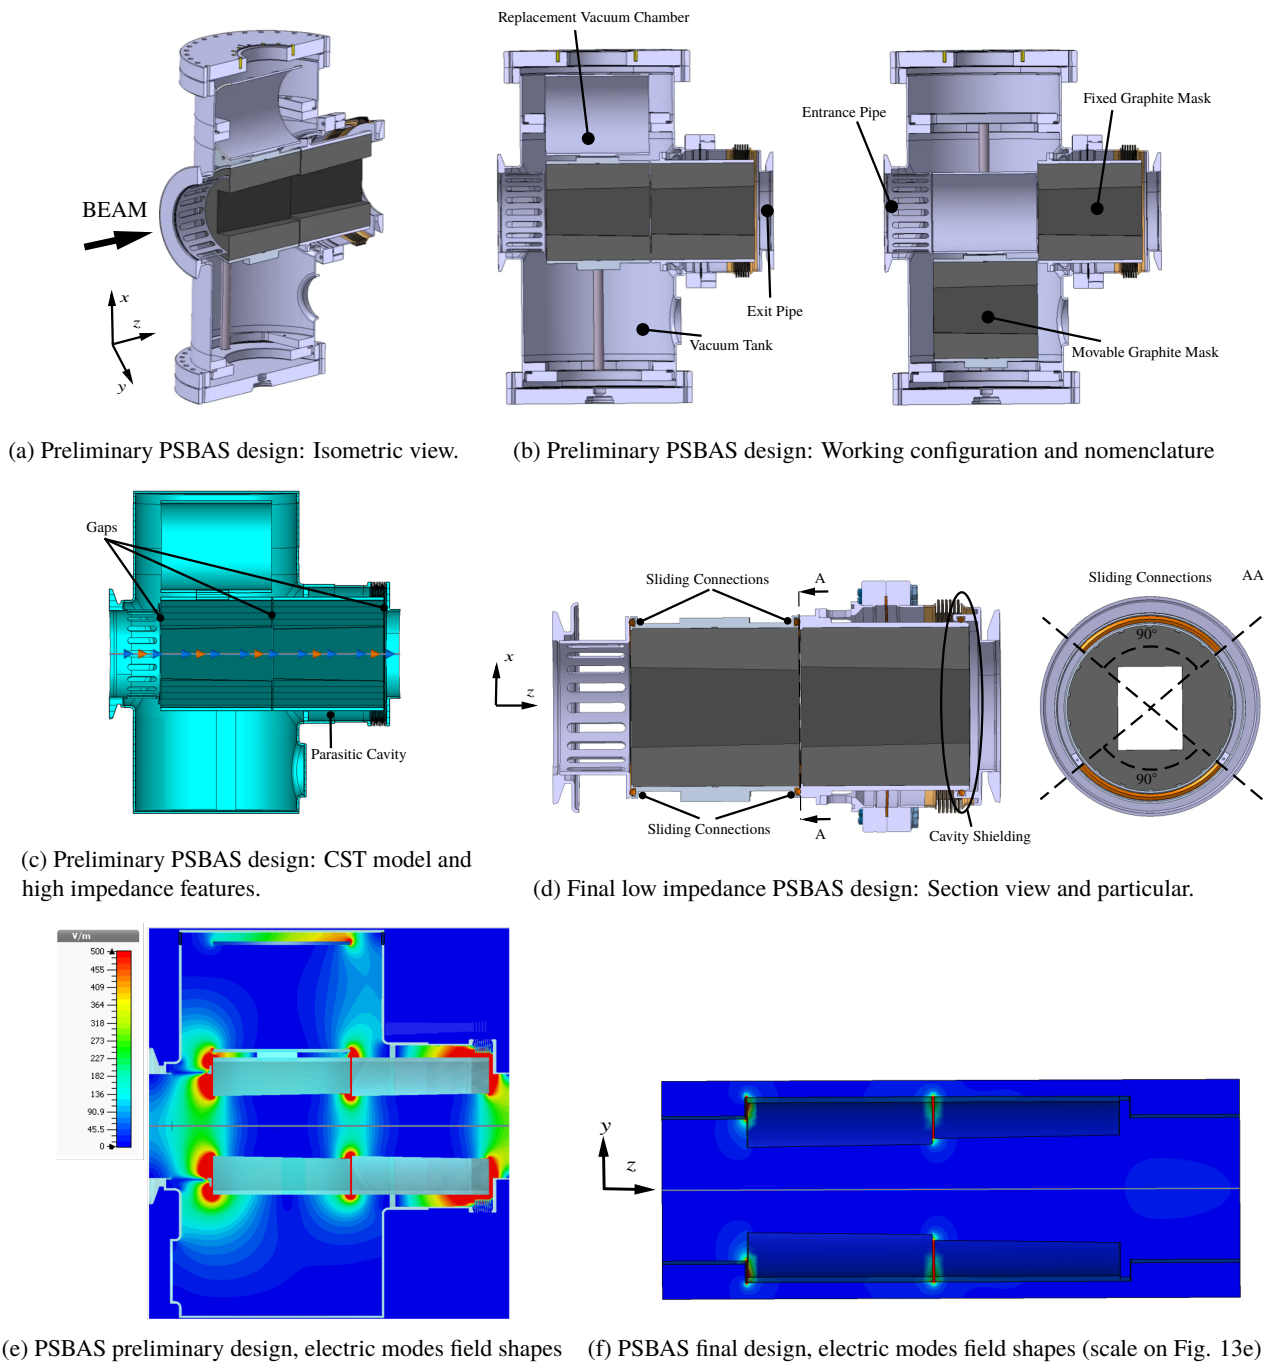 Replacement Vacuum Chamber
Entrance Pipe
Fixed Graphite Mask
BEAM
x
z
y
Exit Pipe
Vacuum Tank
Movable Graphite Mask
(a) Preliminary PSBAS design: Isometric view.
(b) Preliminary PSBAS design: Working configuration and nomenclature
Gaps
Parasitic Cavity
Sliding Connections
A
Sliding Connections
AA
90°
x
z
90°
Sliding Connections
A
Cavity Shielding
(c) Preliminary PSBAS design: CST model and
high impedance features.
(d) Final low impedance PSBAS design: Section view and particular.
V/m
500
455
409
364
318
273
227
182
136
90.9
45.5
0
y
z
(e) PSBAS preliminary design, electric modes field shapes
(f) PSBAS final design, electric modes field shapes (scale on Fig. 13e)